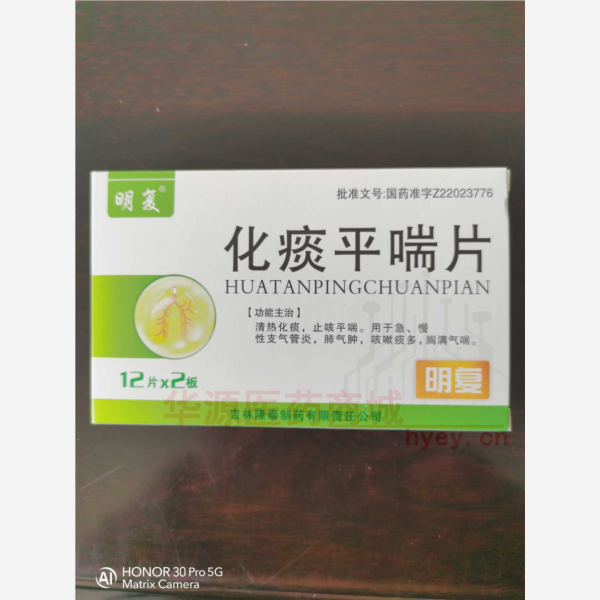 明复®
批准文号:国药准字Z22023776
化痰平喘片
HUATANPINGCHUANPIAN
【功能主治】
清热化痰，止咳平喘。用于急、慢
性支气管炎，肺气肿，咳嗽痰多，胸满气喘。
12片x2板
明复
华源医药商城
吉林隆泰制药有限责任公司
hyey.cn
AI HONOR 30 Pro 5G
Matrix Camera